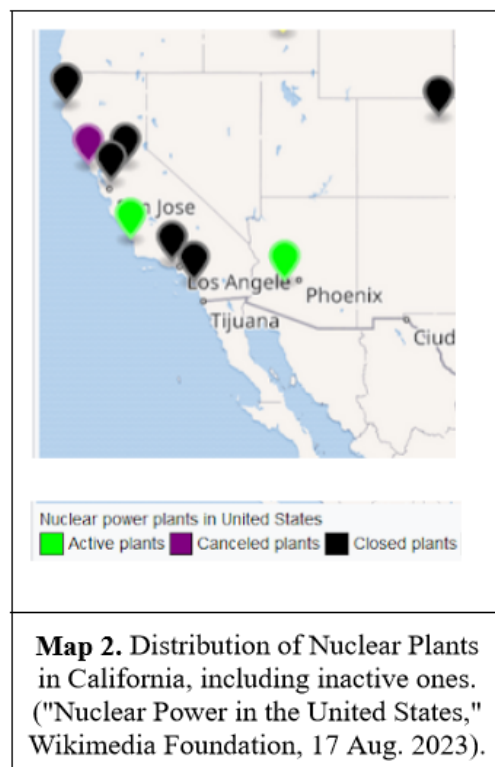 San Jose
Los Angele
Phoenix
Tijuana
Ciud
Nuclear power plants in United States
Active plants Canceled plants Closed plants
Map 2. Distribution of Nuclear Plants
in California, including inactive ones.
("Nuclear Power in the United States,"
Wikimedia Foundation, 17 Aug. 2023).